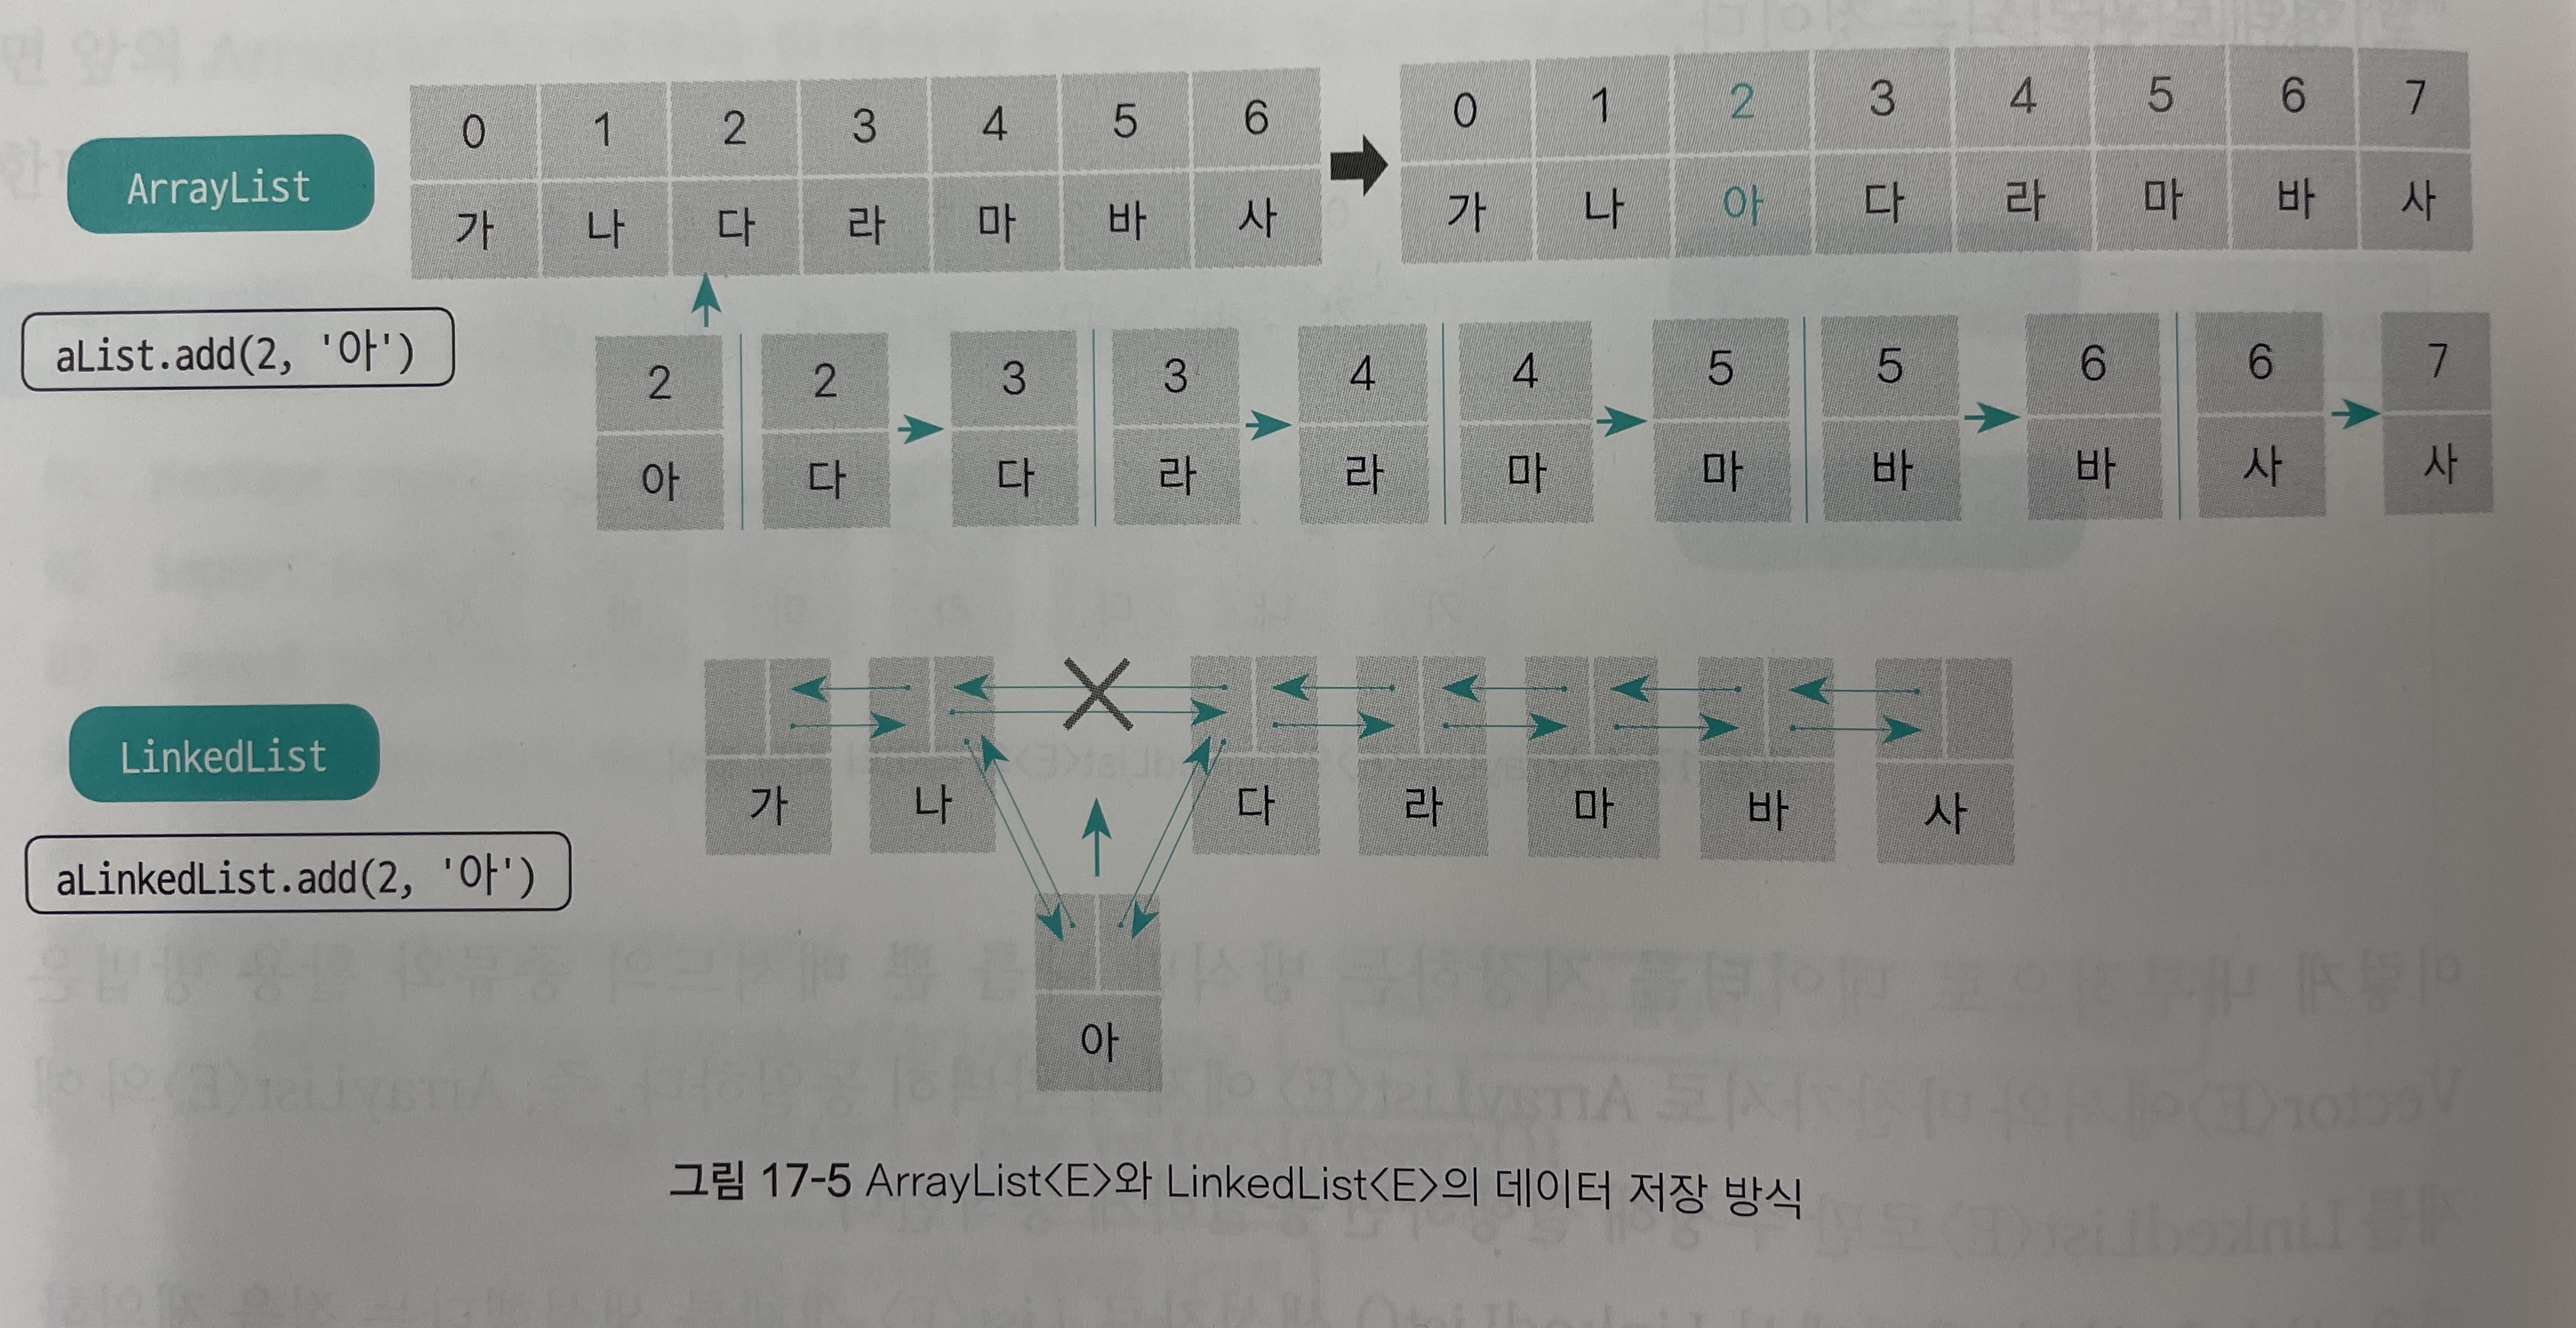 ArrayList
0 1 2 3 4 5 6
가 나 다 라 마 바 사
0 1 2 3 4 5 6 7
가 나 아 다 라 마 바 사
aList.add(2, '아')
2 2 3 3 4 4 5 5 6 6 7
아 다 다 라 라 마 마 바 바 사 사
LinkedList
가 나 다 라 마 바 사
aLinkedList.add(2, '아')
아
그림 17-5 ArrayList<E>와 LinkedList<E>의 데이터 저장 방식